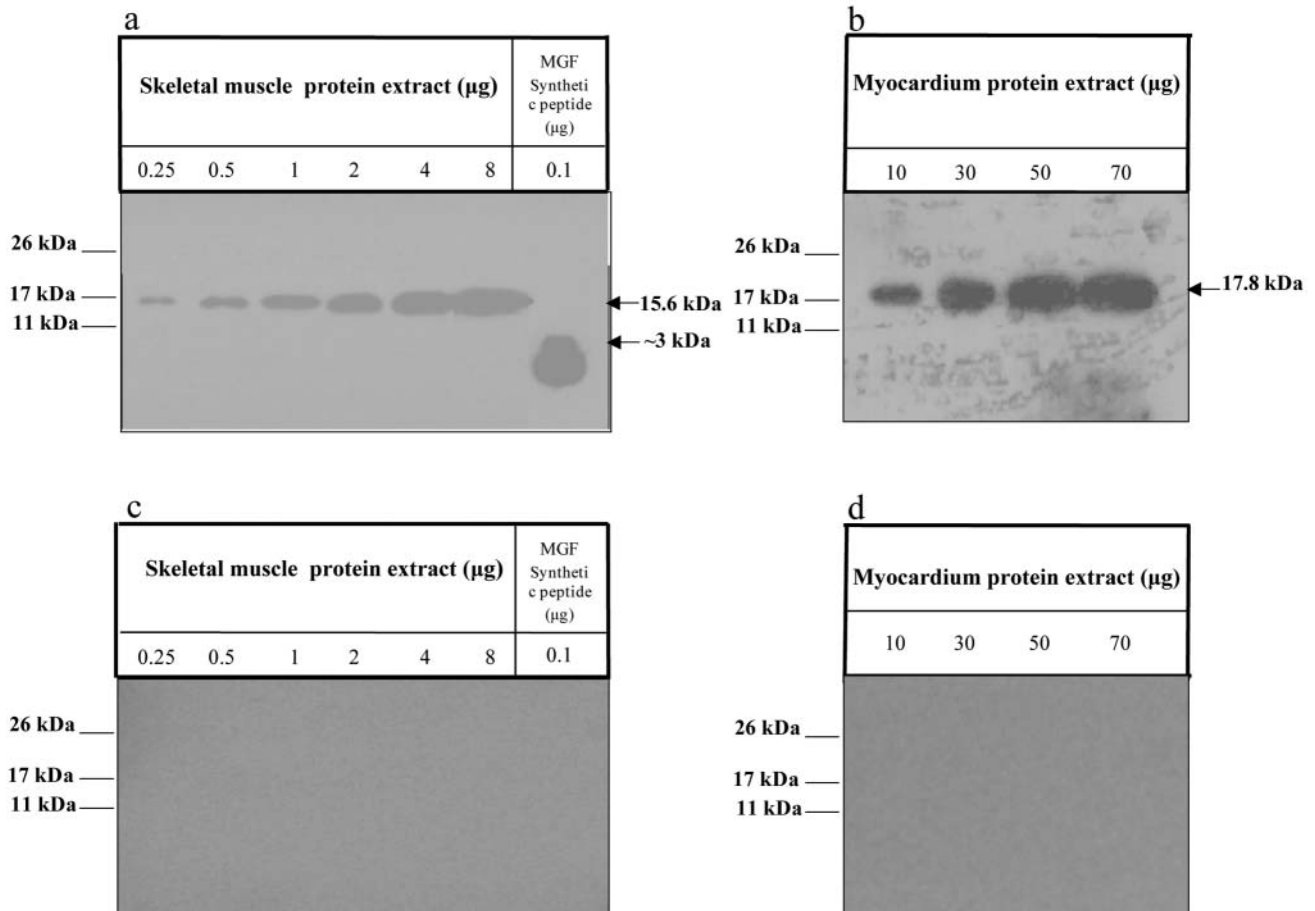 a
Skeletal muscle protein extract (µg)
MGF
Syntheti
c peptide
(µg)
0.25 0.5 1 2 4 8 0.1
26 kDa
17 kDa
11 kDa
15.6 kDa
~3 kDa
b
Myocardium protein extract (µg)
10 30 50 70
26 kDa
17 kDa
11 kDa
17.8 kDa
c
Skeletal muscle protein extract (µg)
MGF
Syntheti
c peptide
(µg)
0.25 0.5 1 2 4 8 0.1
26 kDa
17 kDa
11 kDa
d
Myocardium protein extract (µg)
10 30 50 70
26 kDa
17 kDa
11 kDa